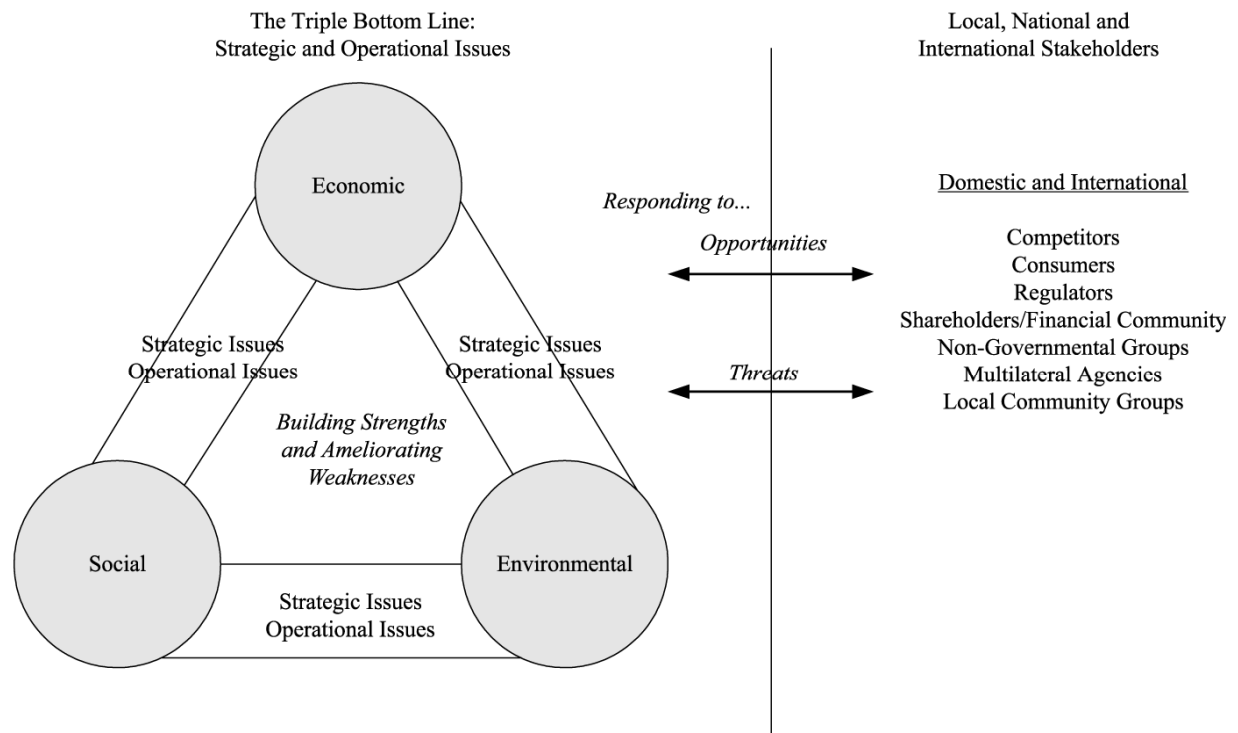 The Triple Bottom Line:
Strategic and Operational Issues
Local, National and
International Stakeholders
Economic
Strategic Issues
Operational Issues
Strategic Issues
Operational Issues
Building Strengths
and Ameliorating
Weaknesses
Social
Environmental
Strategic Issues
Operational Issues
Responding to...
Opportunities
Threats
Domestic and International
Competitors
Consumers
Regulators
Shareholders/Financial Community
Non-Governmental Groups
Multilateral Agencies
Local Community Groups